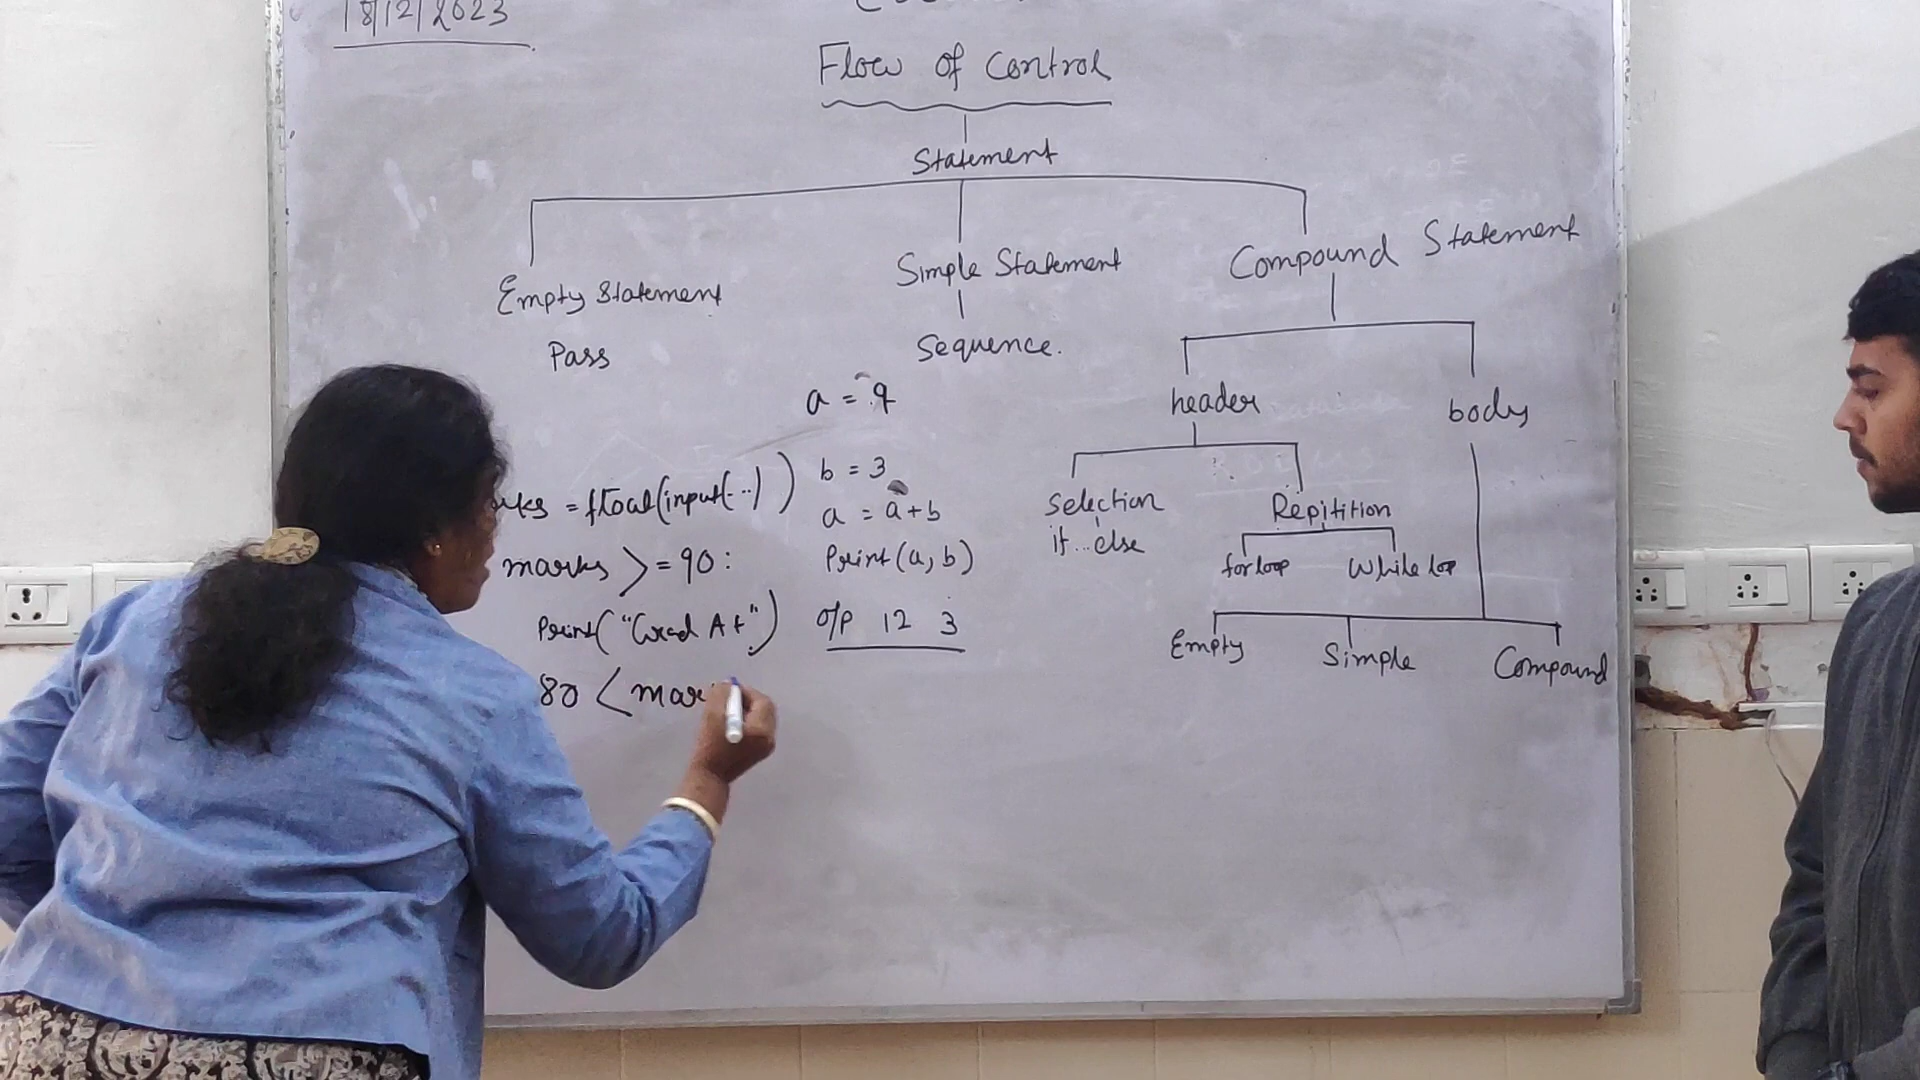 18/12/2023
Flow of Control
Statement
Empty Statement
Pass
Simple Statement
Sequence.
Compound Statement
header
body
Selection
if...else
Repitition
for loop
While loop
Empty
Simple
Compound
a = 9
b = 3
a = a+b
Print(a, b)
o/p 12 3
= float(input(...))
marks >= 90:
Print("Grad A+")
80 < mar